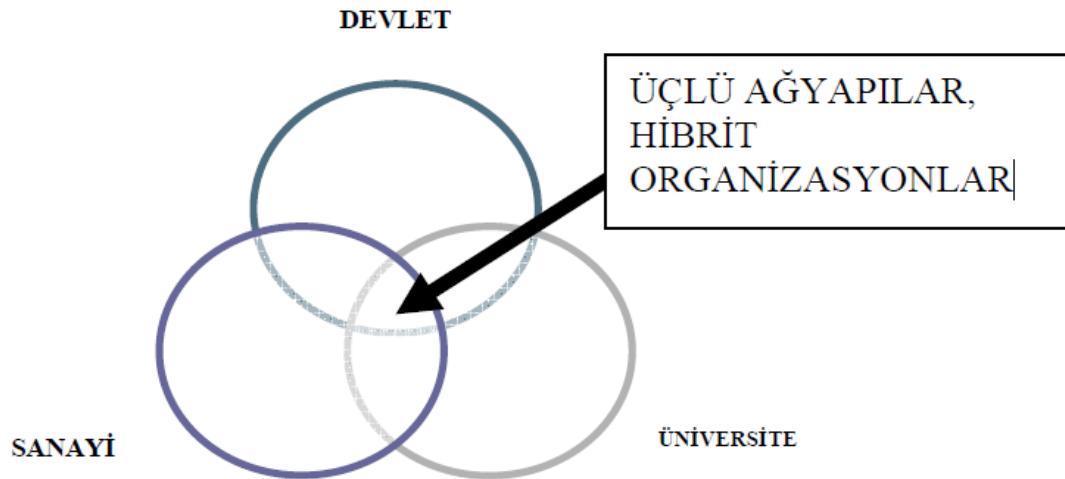 DEVLET
ÜÇLÜ AĞYAPILAR,
HİBRİT
ORGANİZASYONLAR
SANAYİ
ÜNİVERSİTE